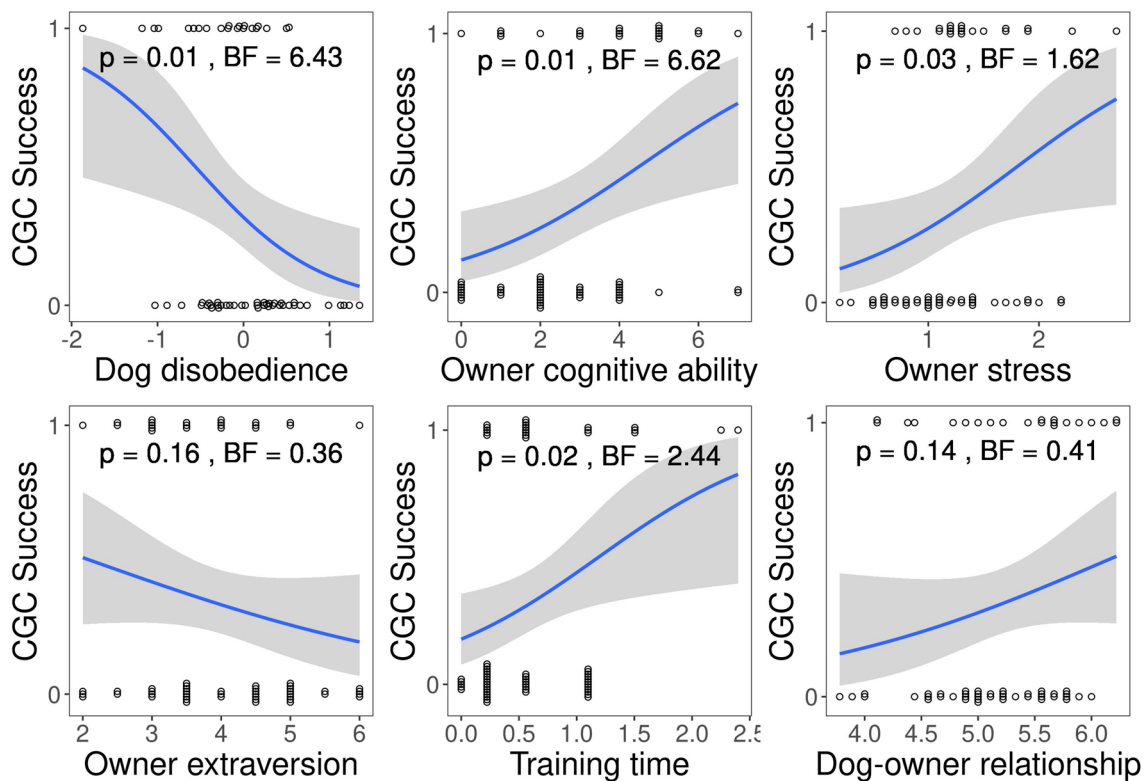 1
p = 0.01 , BF = 6.43
CGC Success
0
-2 -1 0 1
Dog disobedience
1
p = 0.01 , BF = 6.62
CGC Success
0
0 2 4 6
Owner cognitive ability
1
p = 0.03 , BF = 1.62
CGC Success
0
1 2
Owner stress
1
p = 0.16 , BF = 0.36
CGC Success
0
2 3 4 5 6
Owner extraversion
1
p = 0.02 , BF = 2.44
CGC Success
0
0.0 0.5 1.0 1.5 2.0 2.5
Training time
1
p = 0.14 , BF = 0.41
CGC Success
0
4.0 4.5 5.0 5.5 6.0
Dog-owner relationship